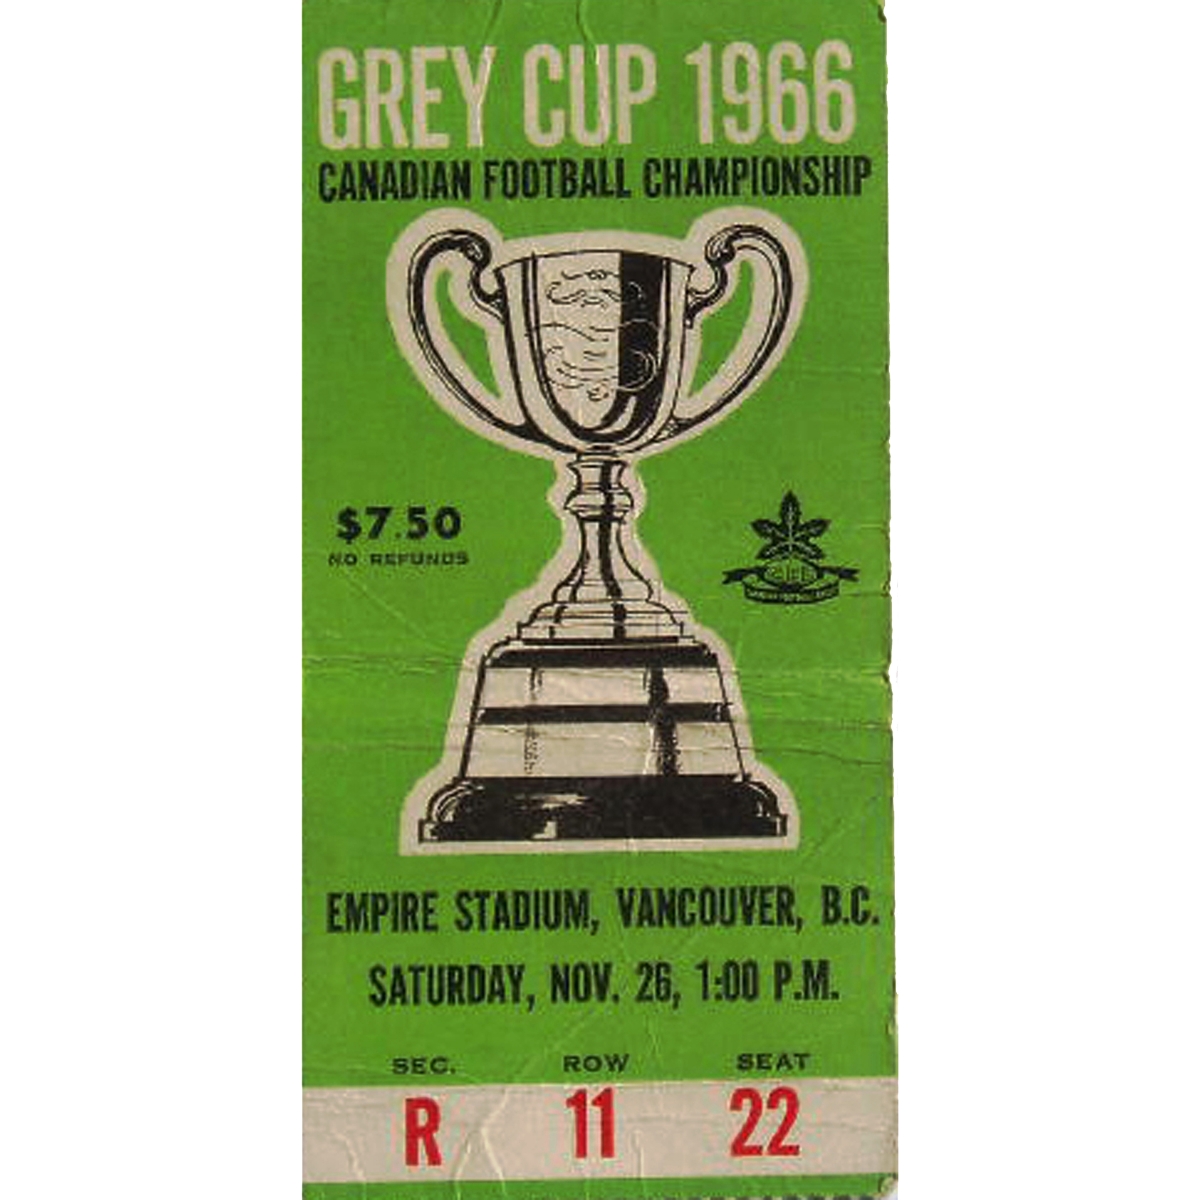 GREY CUP 1966
CANADIAN FOOTBALL CHAMPIONSHIP
$7.50
NO REFUNDS
EMPIRE STADIUM, VANCOUVER, B.C.
SATURDAY, NOV. 26, 1:00 P.M.
SEC. ROW SEAT
R 11 22